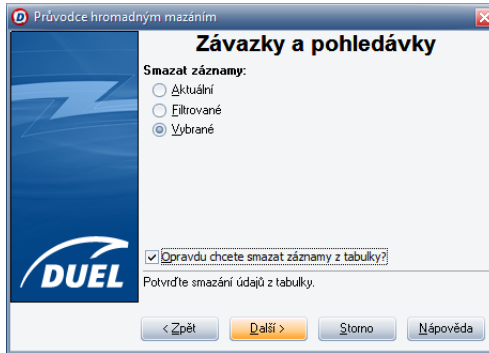 Průvodce hromadným mazáním
Závazky a pohledávky
Smazat záznamy:
Aktuální
Filtrované
Vybrané
Opravdu chcete smazat záznamy z tabulky?
DUEL
Potvrďte smazání údajů z tabulky.
< Zpět
Další >
Storno
Nápověda